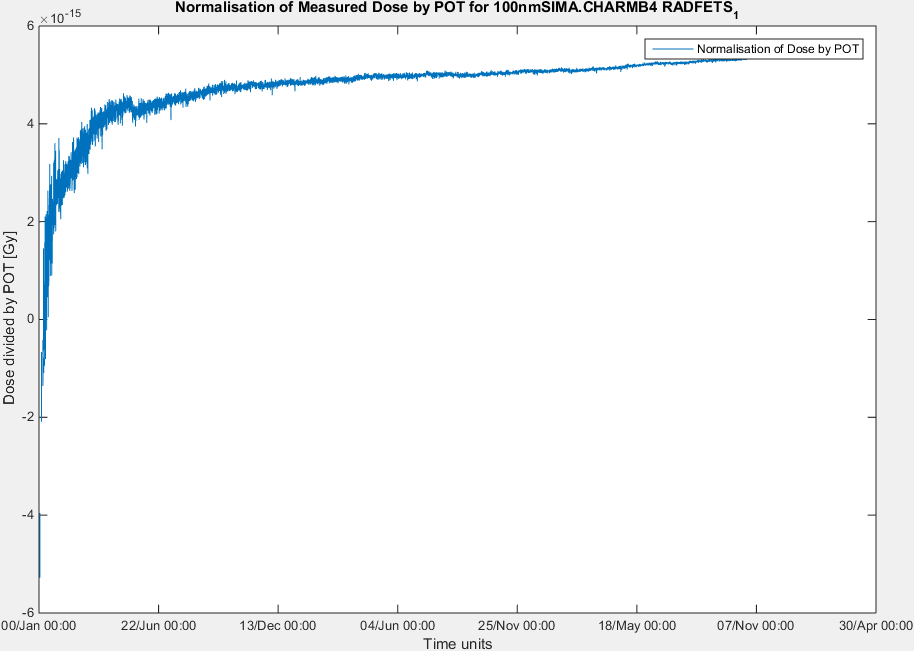 Normalisation of Measured Dose by POT for 100nmSIMA.CHARMB4 RADFETS_1
×10^-15
Normalisation of Dose by POT
6
4
2
0
-2
-4
-6
Dose divided by POT [Gy]
00/Jan 00:00 22/Jun 00:00 13/Dec 00:00 04/Jun 00:00 25/Nov 00:00 18/May 00:00 07/Nov 00:00 30/Apr 00:00
Time units